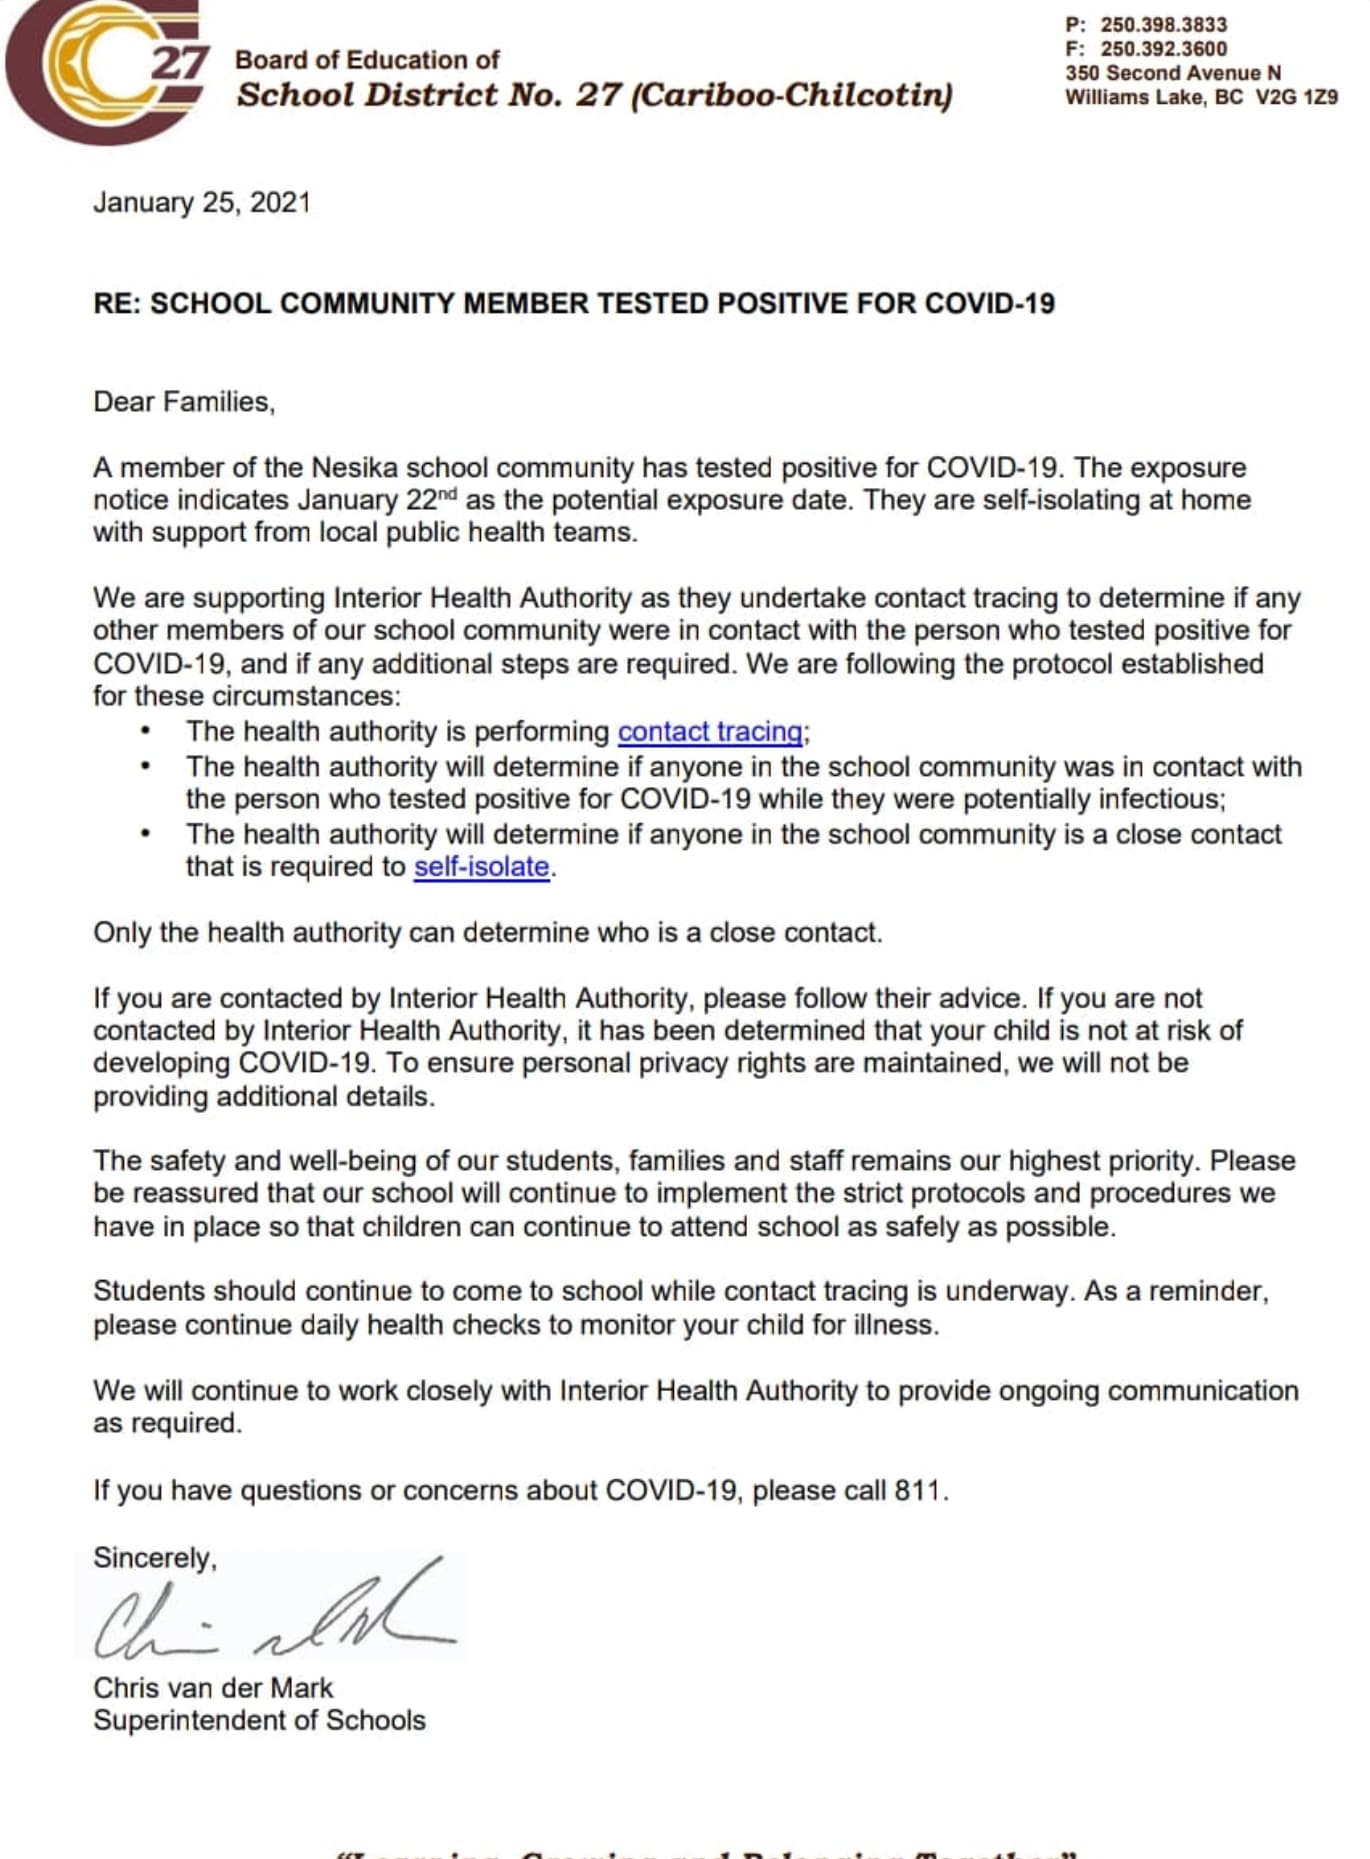 27
Board of Education of
School District No. 27 (Cariboo-Chilcotin)
P: 250.398.3833
F: 250.392.3600
350 Second Avenue N
Williams Lake, BC V2G 1Z9
January 25, 2021
RE: SCHOOL COMMUNITY MEMBER TESTED POSITIVE FOR COVID-19
Dear Families,
A member of the Nesika school community has tested positive for COVID-19. The exposure
notice indicates January 22nd as the potential exposure date. They are self-isolating at home
with support from local public health teams.
We are supporting Interior Health Authority as they undertake contact tracing to determine if any
other members of our school community were in contact with the person who tested positive for
COVID-19, and if any additional steps are required. We are following the protocol established
for these circumstances:
• The health authority is performing contact tracing;
• The health authority will determine if anyone in the school community was in contact with
the person who tested positive for COVID-19 while they were potentially infectious;
• The health authority will determine if anyone in the school community is a close contact
that is required to self-isolate.
Only the health authority can determine who is a close contact.
If you are contacted by Interior Health Authority, please follow their advice. If you are not
contacted by Interior Health Authority, it has been determined that your child is not at risk of
developing COVID-19. To ensure personal privacy rights are maintained, we will not be
providing additional details.
The safety and well-being of our students, families and staff remains our highest priority. Please
be reassured that our school will continue to implement the strict protocols and procedures we
have in place so that children can continue to attend school as safely as possible.
Students should continue to come to school while contact tracing is underway. As a reminder,
please continue daily health checks to monitor your child for illness.
We will continue to work closely with Interior Health Authority to provide ongoing communication
as required.
If you have questions or concerns about COVID-19, please call 811.
Sincerely,
Chris van der Mark
Superintendent of Schools
"Learning, Growing and Belonging Together"